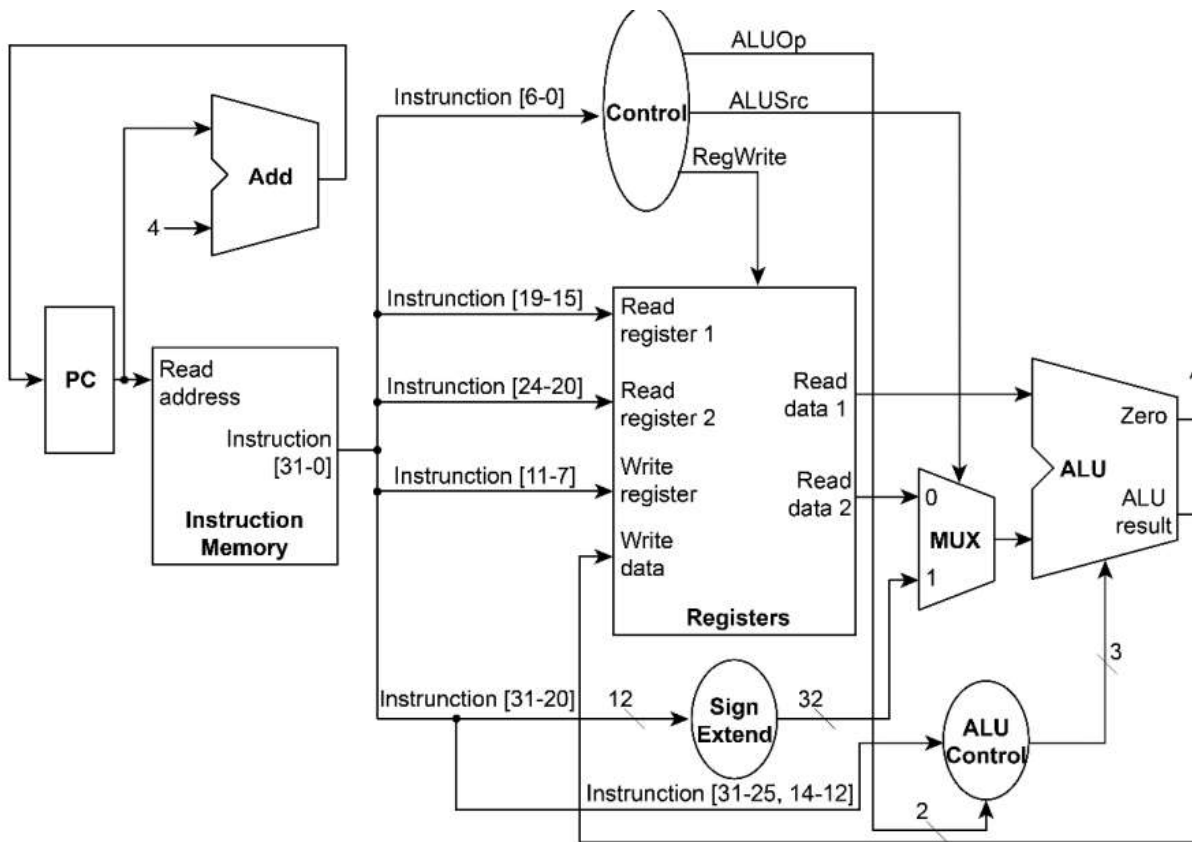 ALUOp
Instrunction [6-0]
Control
ALUSrc
RegWrite
Add
4
PC
Read
address
Instruction
[31-0]
Instruction
Memory
Instrunction [19-15]
Instrunction [24-20]
Instrunction [11-7]
Read
register 1
Read
register 2
Write
register
Write
data
Read
data 1
Read
data 2
Registers
0
MUX
1
Zero
ALU
ALU
result
3
Instrunction [31-20]
12
Sign
Extend
32
ALU
Control
Instrunction [31-25, 14-12]
2